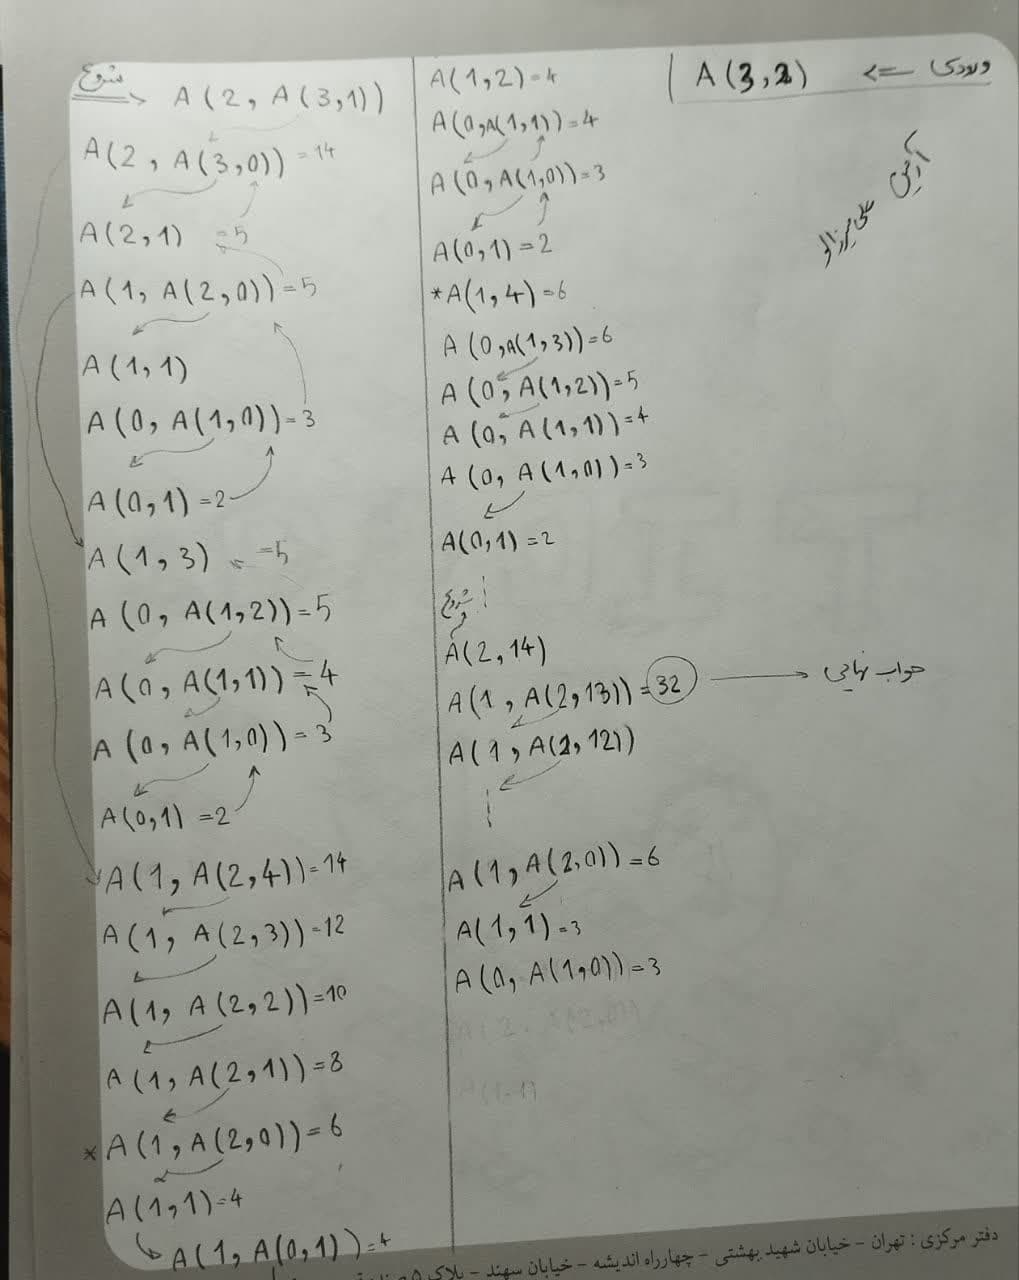 ورودی <= A(3,2)
آرین
شروع
A(2, A(3,1))
A(2, A(3,0)) = 14
A(2,1) = 5
A(1, A(2,0)) = 5
A(1,1)
A(0, A(1,0)) = 3
A(0,1) = 2
A(1,3) = 5
A(0, A(1,2)) = 5
A(0, A(1,1)) = 4
A(0, A(1,0)) = 3
A(0,1) = 2
A(1, A(2,4)) = 14
A(1, A(2,3)) = 12
A(1, A(2,2)) = 10
A(1, A(2,1)) = 8
* A(1, A(2,0)) = 6
A(1,1) = 4
A(1, A(0,1)) = 4
A(1,2) = 4
A(0, A(1,1)) = 4
A(0, A(1,0)) = 3
A(0,1) = 2
* A(1,4) = 6
A(0, A(1,3)) = 6
A(0, A(1,2)) = 5
A(0, A(1,1)) = 4
A(0, A(1,0)) = 3
A(0,1) = 2
شروع
A(2,14)
A(1, A(2,13)) = 32 → جواب نهایی
A(1, A(2,12))
A(1, A(2,0)) = 6
A(1,1) = 3
A(0, A(1,0)) = 3
دفتر مرکزی : تهران - خیابان شهید بهشتی - چهارراه اندیشه - خیابان سهند - پلاک